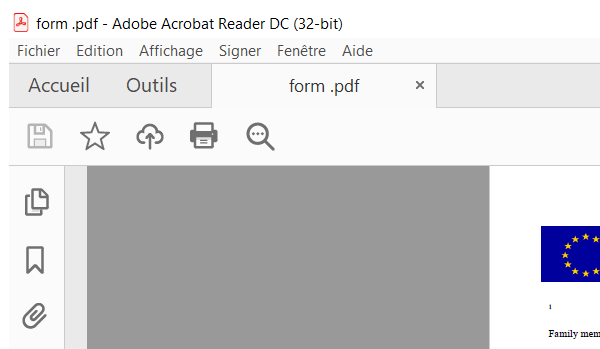 form .pdf - Adobe Acrobat Reader DC (32-bit)
Fichier Edition Affichage Signer Fenêtre Aide
Accueil Outils form .pdf ×
1
Family mem